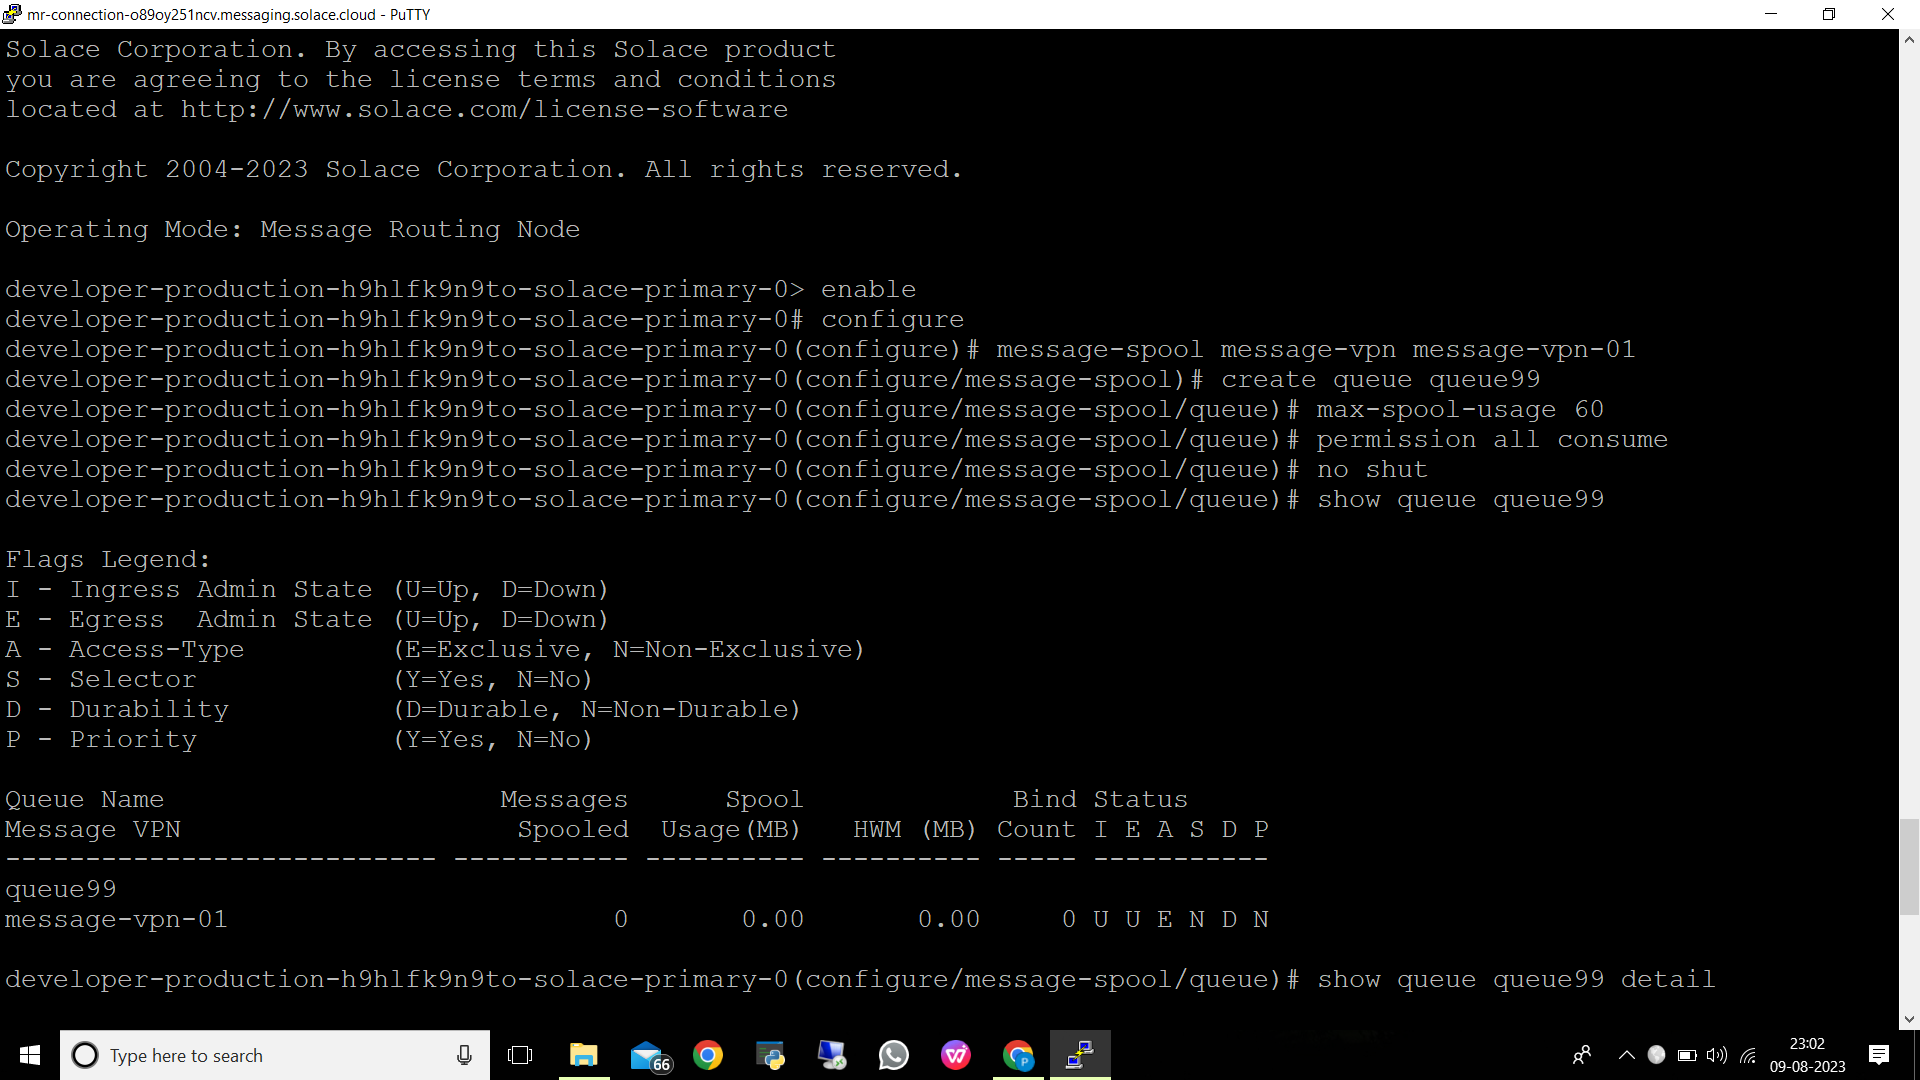 mr-connection-o89oy251ncv.messaging.solace.cloud - PuTTY
Solace Corporation. By accessing this Solace product
you are agreeing to the license terms and conditions
located at http://www.solace.com/license-software
Copyright 2004-2023 Solace Corporation. All rights reserved.
Operating Mode: Message Routing Node
developer-production-h9hlfk9n9to-solace-primary-0> enable
developer-production-h9hlfk9n9to-solace-primary-0# configure
developer-production-h9hlfk9n9to-solace-primary-0(configure)# message-spool message-vpn message-vpn-01
developer-production-h9hlfk9n9to-solace-primary-0(configure/message-spool)# create queue queue99
developer-production-h9hlfk9n9to-solace-primary-0(configure/message-spool/queue)# max-spool-usage 60
developer-production-h9hlfk9n9to-solace-primary-0(configure/message-spool/queue)# permission all consume
developer-production-h9hlfk9n9to-solace-primary-0(configure/message-spool/queue)# no shut
developer-production-h9hlfk9n9to-solace-primary-0(configure/message-spool/queue)# show queue queue99
Flags Legend:
I - Ingress Admin State (U=Up, D=Down)
E - Egress  Admin State (U=Up, D=Down)
A - Access-Type         (E=Exclusive, N=Non-Exclusive)
S - Selector            (Y=Yes, N=No)
D - Durability          (D=Durable, N=Non-Durable)
P - Priority            (Y=Yes, N=No)
Queue Name                     Messages      Spool             Bind Status
Message VPN                     Spooled  Usage(MB)   HWM (MB) Count I E A S D P
--------------------------- ----------- ---------- ---------- ----- -----------
queue99
message-vpn-01                        0       0.00       0.00     0 U U E N D N
developer-production-h9hlfk9n9to-solace-primary-0(configure/message-spool/queue)# show queue queue99 detail
Type here to search
66
23:02
09-08-2023